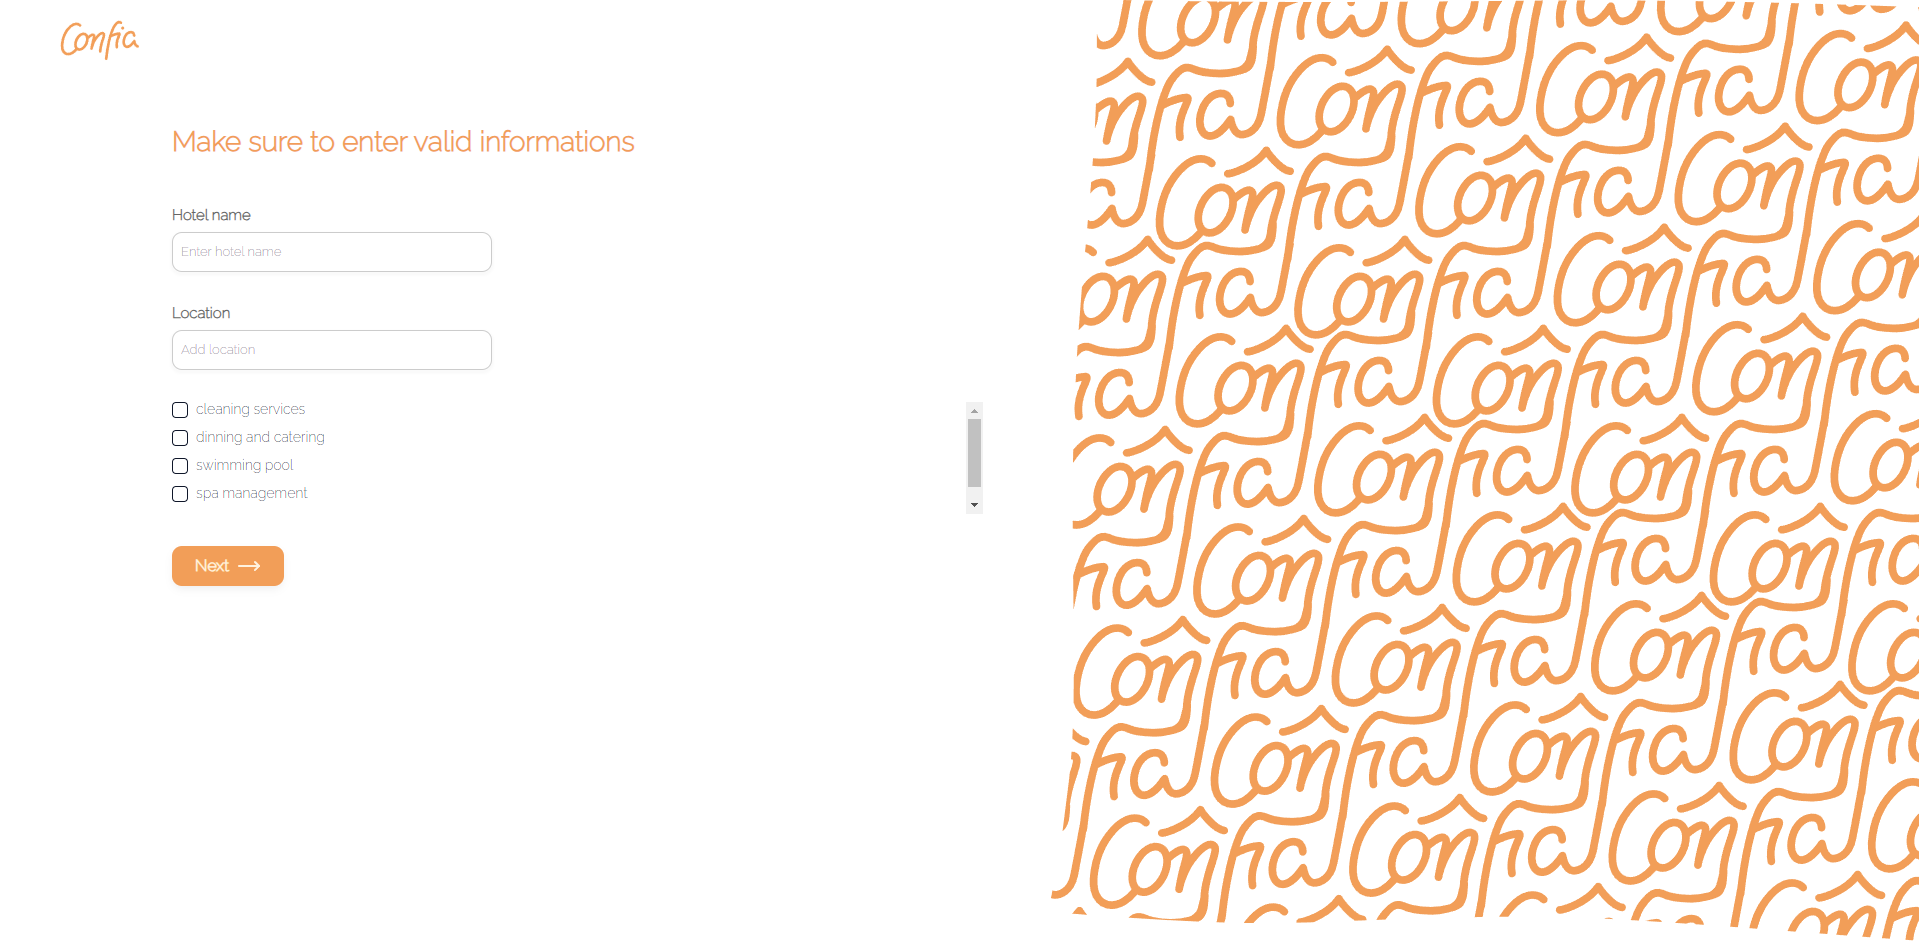 Confia
Make sure to enter valid informations
Hotel name
Enter hotel name
Location
Add location
cleaning services
dinning and catering
swimming pool
spa management
Next